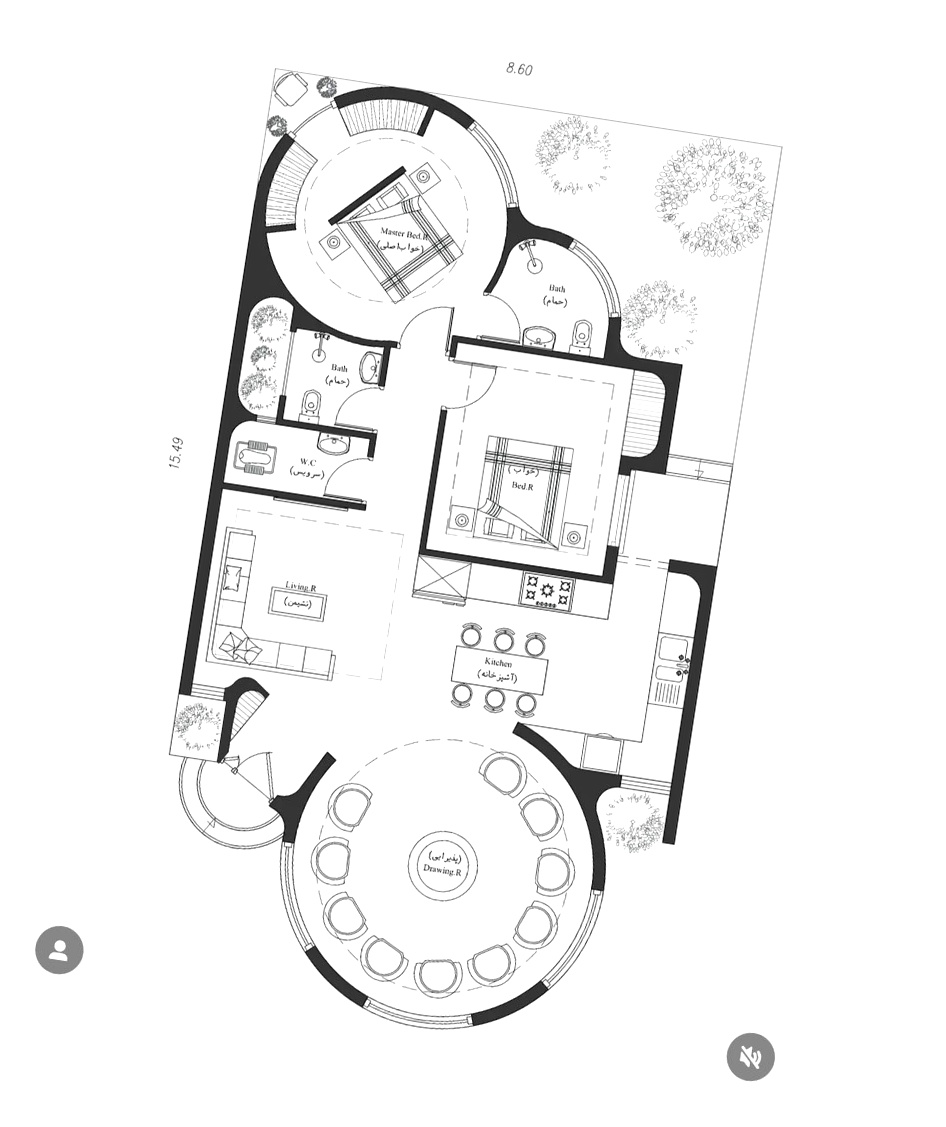 8.60
Master Bed.R
(خواب اصلی)
Bath
(حمام)
Bath
(حمام)
15.49
W.C
(سرویس)
(خواب)
Bed.R
Living.R
(نشیمن)
Kitchen
(آشپزخانه)
(پذیرایی)
Drawing.R